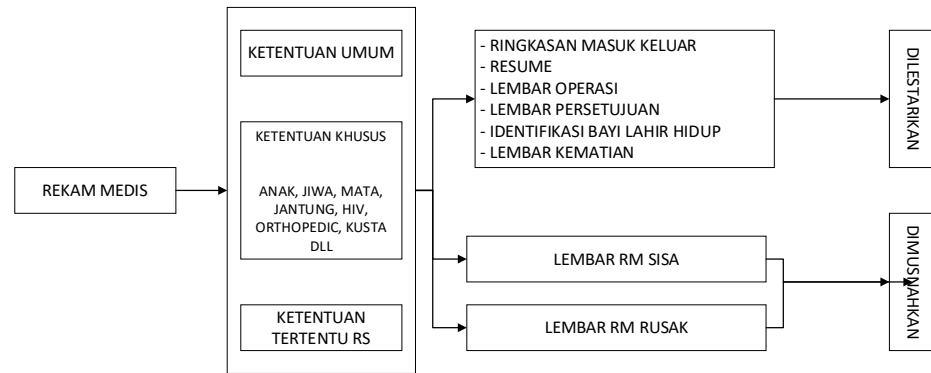 REKAM MEDIS
KETENTUAN UMUM
KETENTUAN KHUSUS
ANAK, JIWA, MATA,
JANTUNG, HIV,
ORTHOPEDIC, KUSTA
DLL
KETENTUAN
TERTENTU RS
- RINGKASAN MASUK KELUAR
- RESUME
- LEMBAR OPERASI
- LEMBAR PERSETUJUAN
- IDENTIFIKASI BAYI LAHIR HIDUP
- LEMBAR KEMATIAN
LEMBAR RM SISA
LEMBAR RM RUSAK
DILESTARIKAN
DIMUSNAHKAN